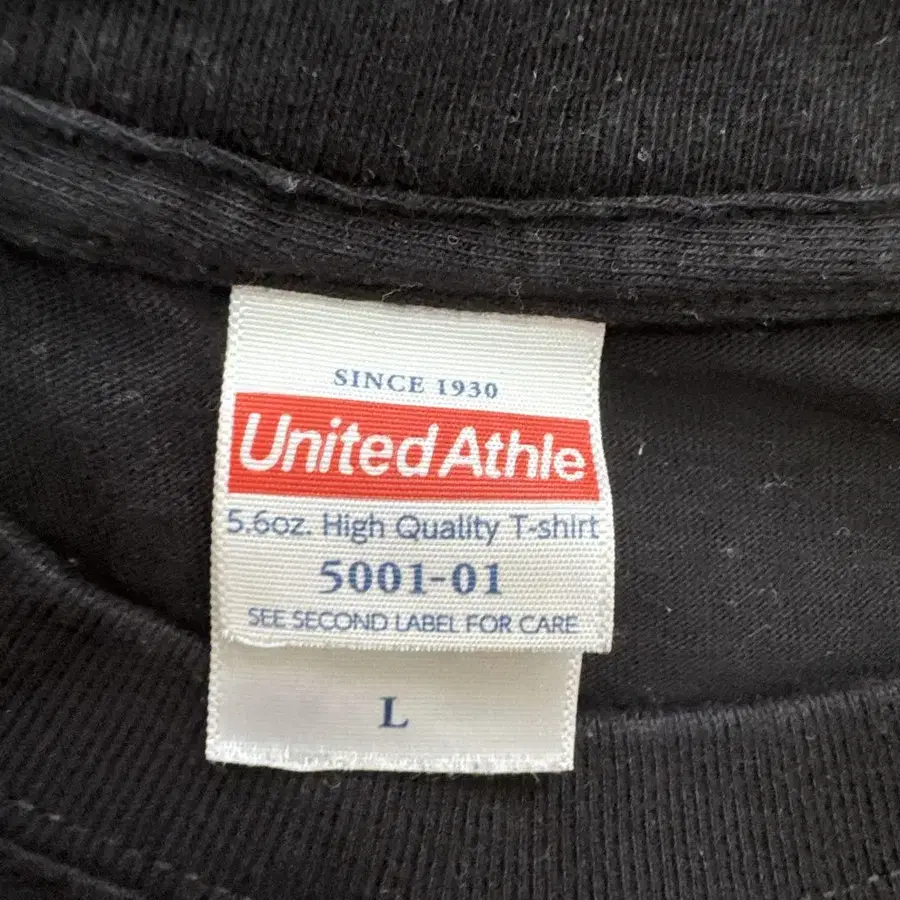 SINCE 1930
United Athle
5.6oz. High Quality T-shirt
5001-01
SEE SECOND LABEL FOR CARE
L